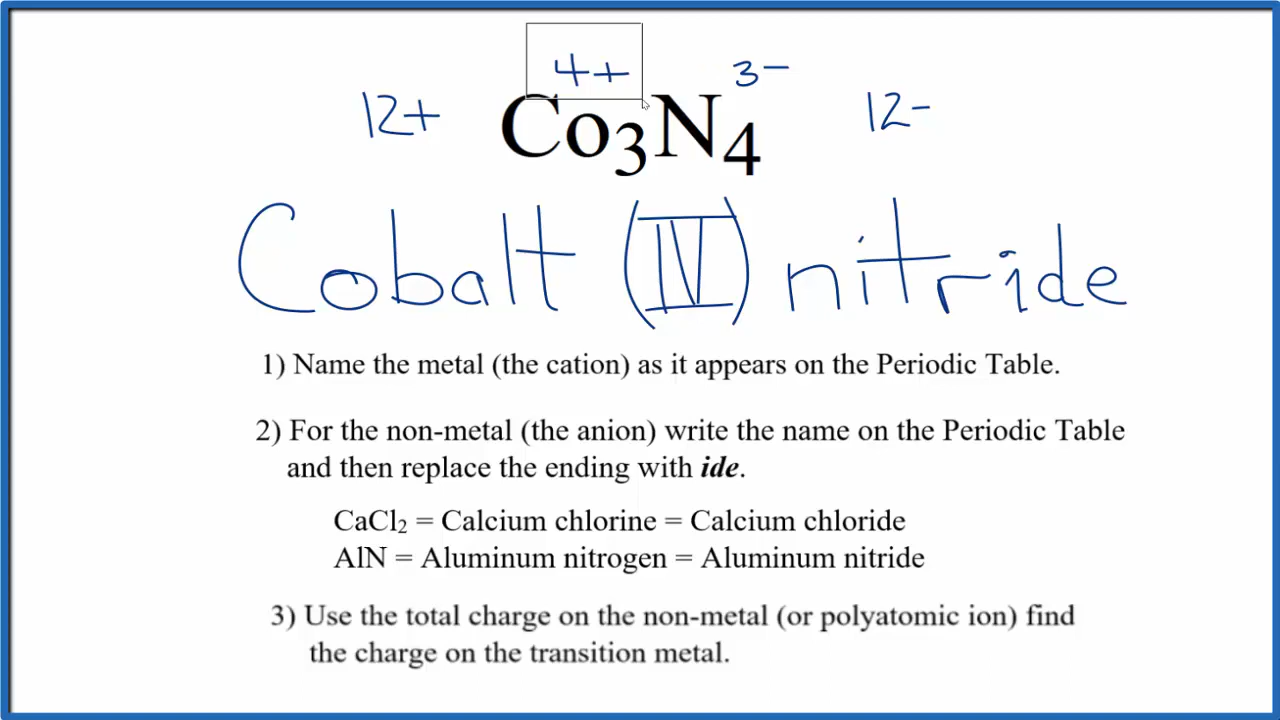 4+ 3-
12+ Co₃N₄ 12-
Cobalt (IV) nitride
1) Name the metal (the cation) as it appears on the Periodic Table.
2) For the non-metal (the anion) write the name on the Periodic Table
and then replace the ending with ide.
CaCl₂ = Calcium chlorine = Calcium chloride
AlN = Aluminum nitrogen = Aluminum nitride
3) Use the total charge on the non-metal (or polyatomic ion) find
the charge on the transition metal.